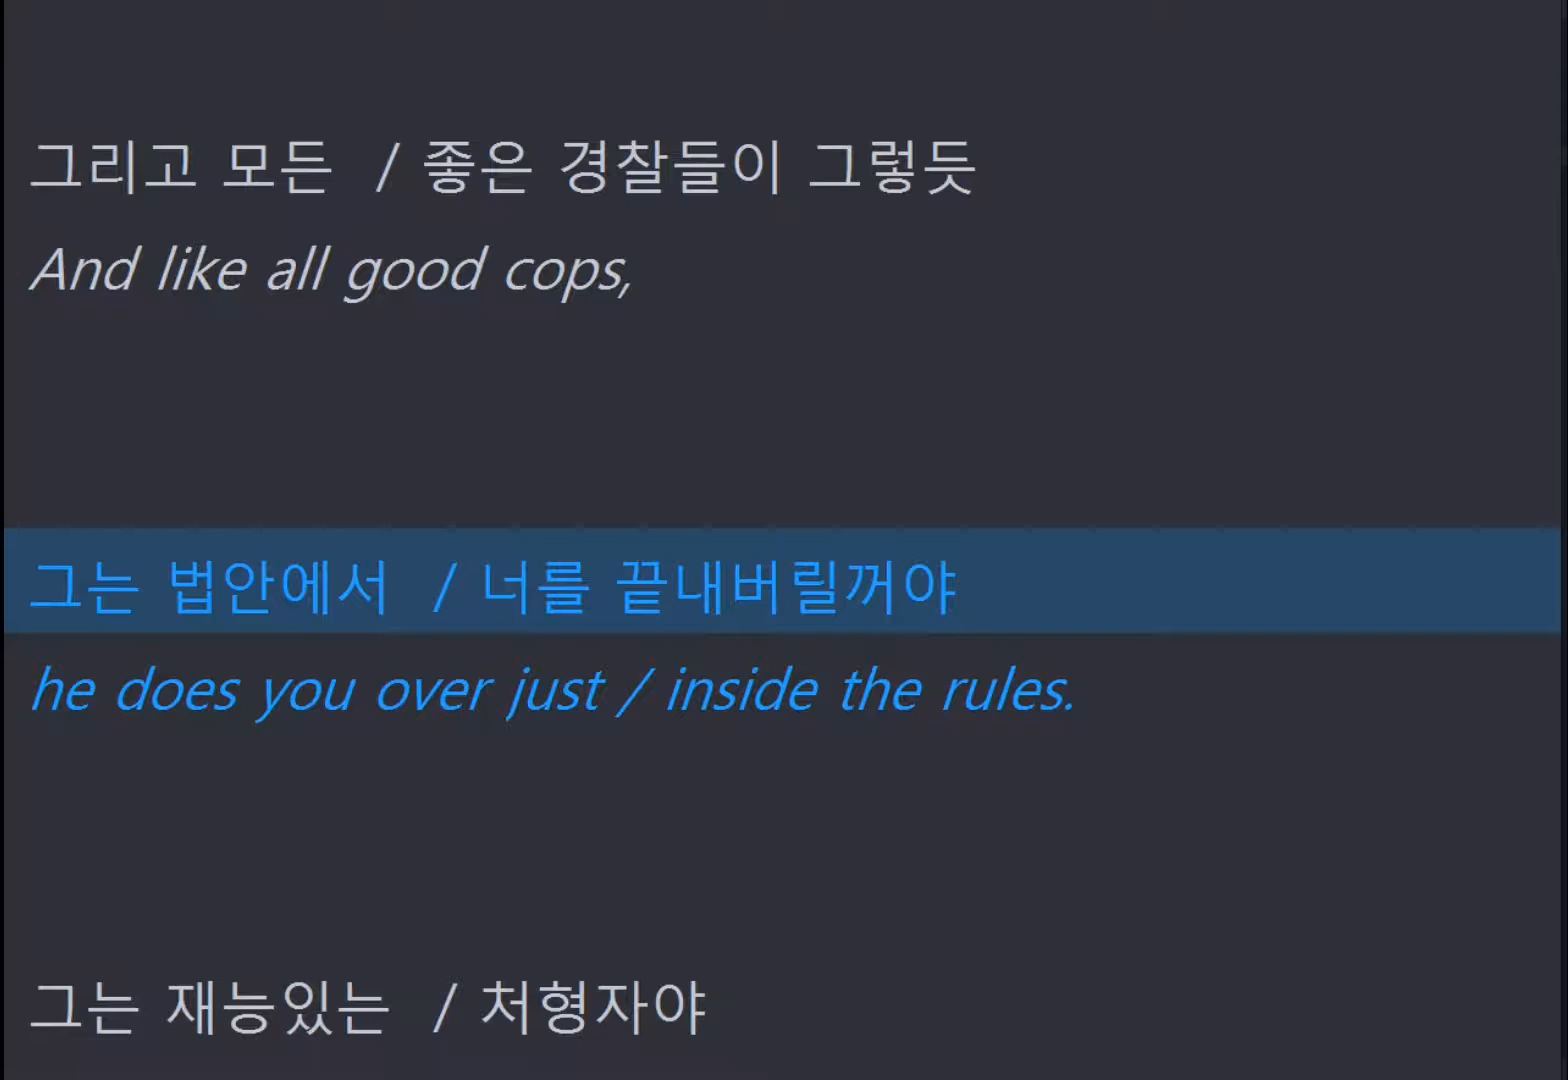 그리고 모든 / 좋은 경찰들이 그렇듯
And like all good cops,
그는 법안에서 / 너를 끝내버릴꺼야
he does you over just / inside the rules.
그는 재능있는 / 처형자야